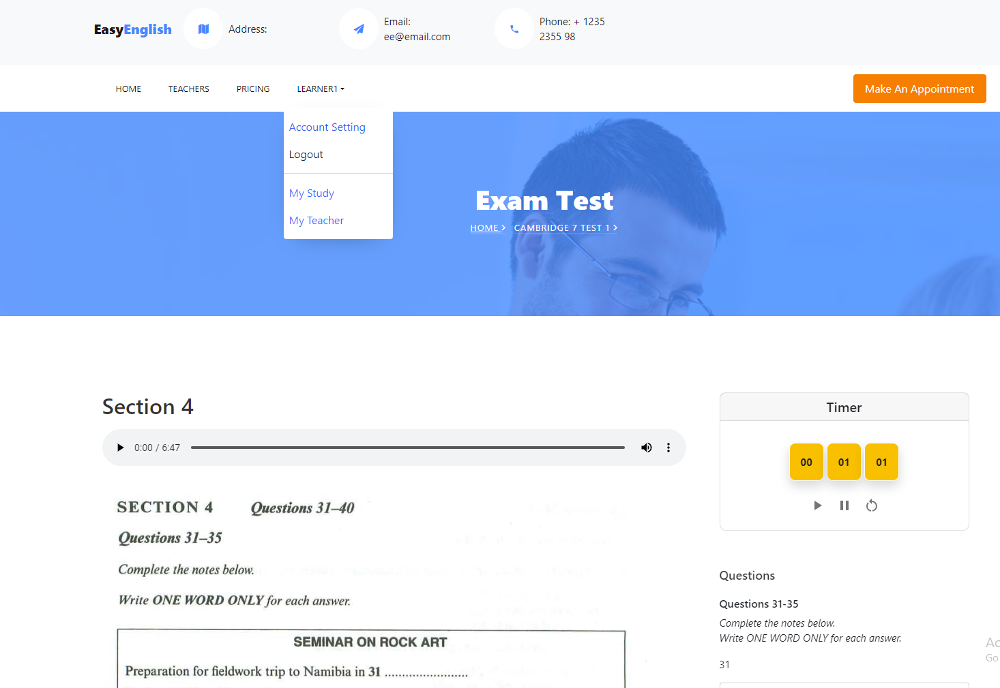 EasyEnglish
Address:
Email:
ee@email.com
Phone: + 1235
2355 98
HOME
TEACHERS
PRICING
LEARNER1
Make An Appointment
Account Setting
Logout
My Study
My Teacher
Exam Test
HOME
CAMBRIDGE 7 TEST 1
Section 4
0:00 / 6:47
SECTION 4 Questions 31–40
Questions 31–35
Complete the notes below.
Write ONE WORD ONLY for each answer.
SEMINAR ON ROCK ART
Preparation for fieldwork trip to Namibia in 31 ........................
Timer
00 01 01
Questions
Questions 31-35
Complete the notes below.
Write ONE WORD ONLY for each answer.
31
Go